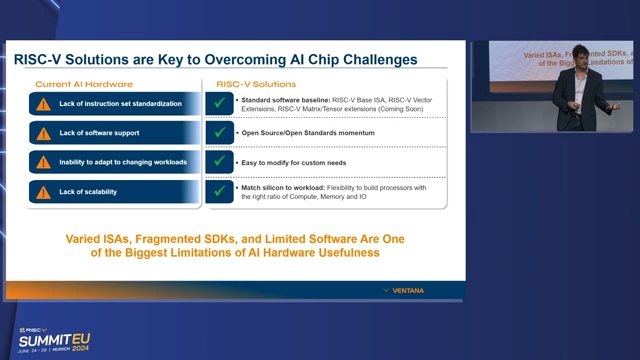 RISC-V Solutions are Key to Overcoming AI Chip Challenges
Current AI Hardware
RISC-V Solutions
Lack of instruction set standardization
• Standard software baseline: RISC-V Base ISA, RISC-V Vector
Extensions, RISC-V Matrix/Tensor extensions (Coming Soon)
Lack of software support
• Open Source/Open Standards momentum
Inability to adapt to changing workloads
• Easy to modify for custom needs
Lack of scalability
• Match silicon to workload: Flexibility to build processors with
the right ratio of Compute, Memory and IO
Varied ISAs, Fragmented SDKs, and Limited Software Are One
of the Biggest Limitations of AI Hardware Usefulness
VENTANA
Varied ISAs, Fragmented SDKs
of the Biggest Limitations of
RISC-V
SUMMIT EU
JUNE 24 - 28 | MUNICH 2024